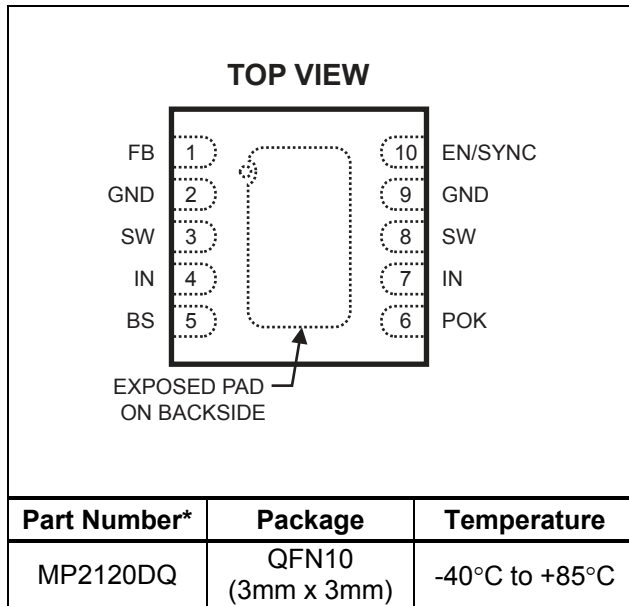 TOP VIEW
FB 1 10 EN/SYNC
GND 2 9 GND
SW 3 8 SW
IN 4 7 IN
BS 5 6 POK
EXPOSED PAD
ON BACKSIDE
Part Number* Package Temperature
MP2120DQ QFN10 (3mm x 3mm) -40°C to +85°C